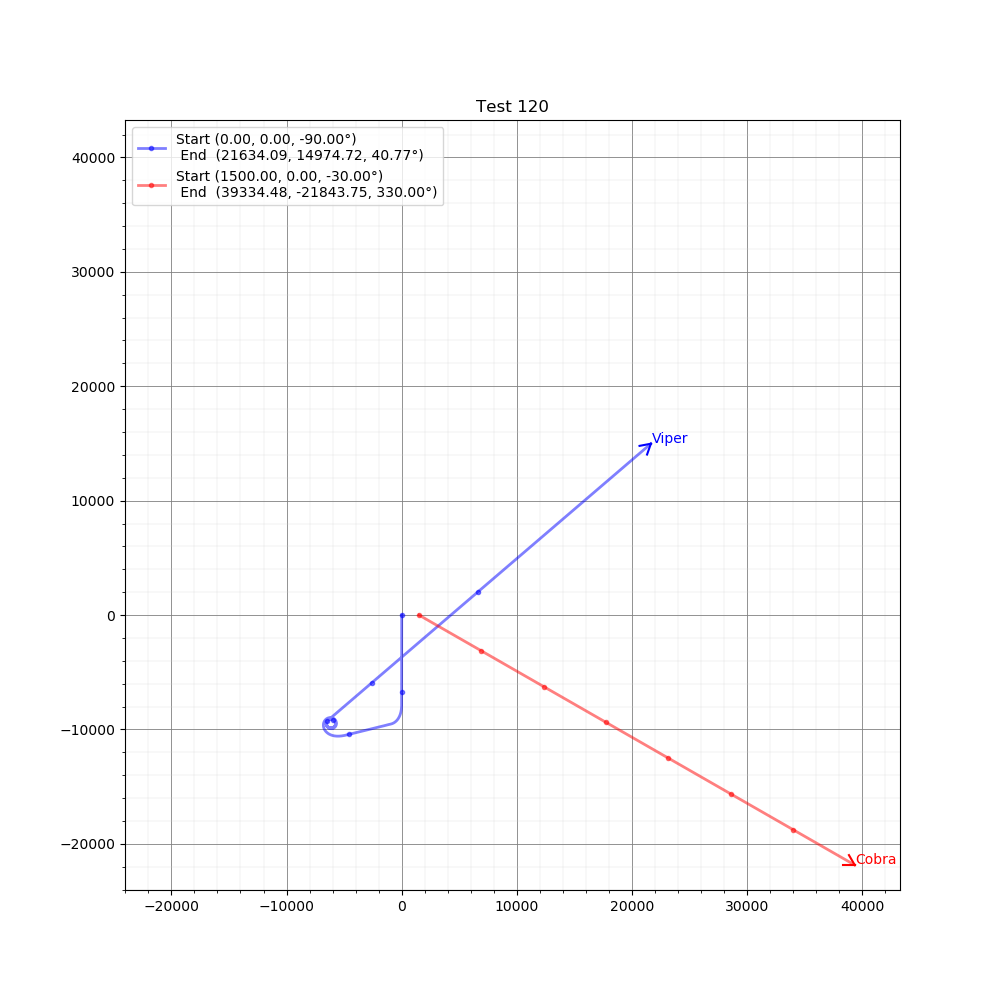 Test 120
Start (0.00, 0.00, -90.00°)
End (21634.09, 14974.72, 40.77°)
Start (1500.00, 0.00, -30.00°)
End (39334.48, -21843.75, 330.00°)
40000
30000
20000
10000
0
−10000
−20000
Viper
Cobra
−20000 −10000 0 10000 20000 30000 40000